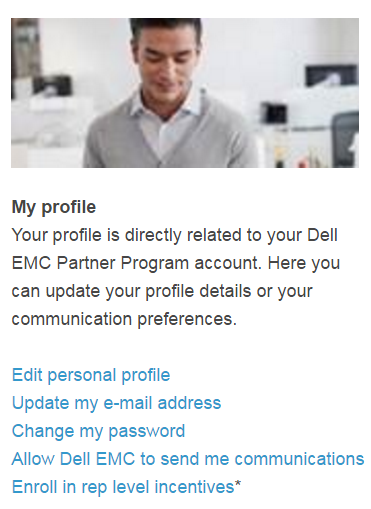 My profile
Your profile is directly related to your Dell
EMC Partner Program account. Here you
can update your profile details or your
communication preferences.
Edit personal profile
Update my e-mail address
Change my password
Allow Dell EMC to send me communications
Enroll in rep level incentives*